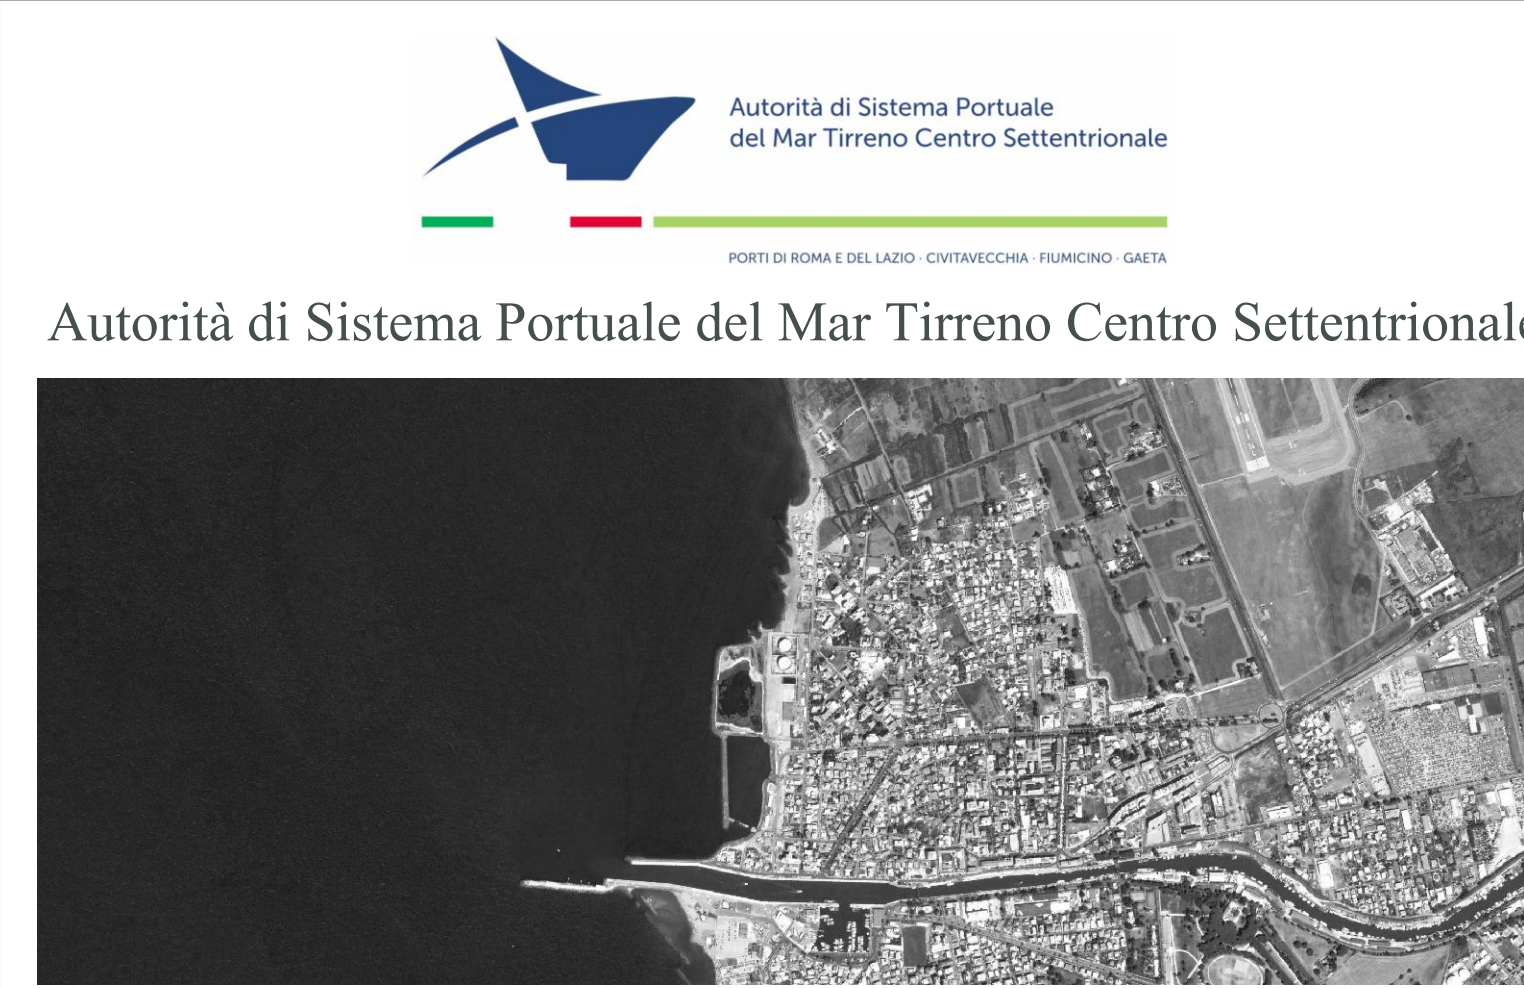 Autorità di Sistema Portuale
del Mar Tirreno Centro Settentrionale
PORTI DI ROMA E DEL LAZIO · CIVITAVECCHIA · FIUMICINO · GAETA
Autorità di Sistema Portuale del Mar Tirreno Centro Settentrionale